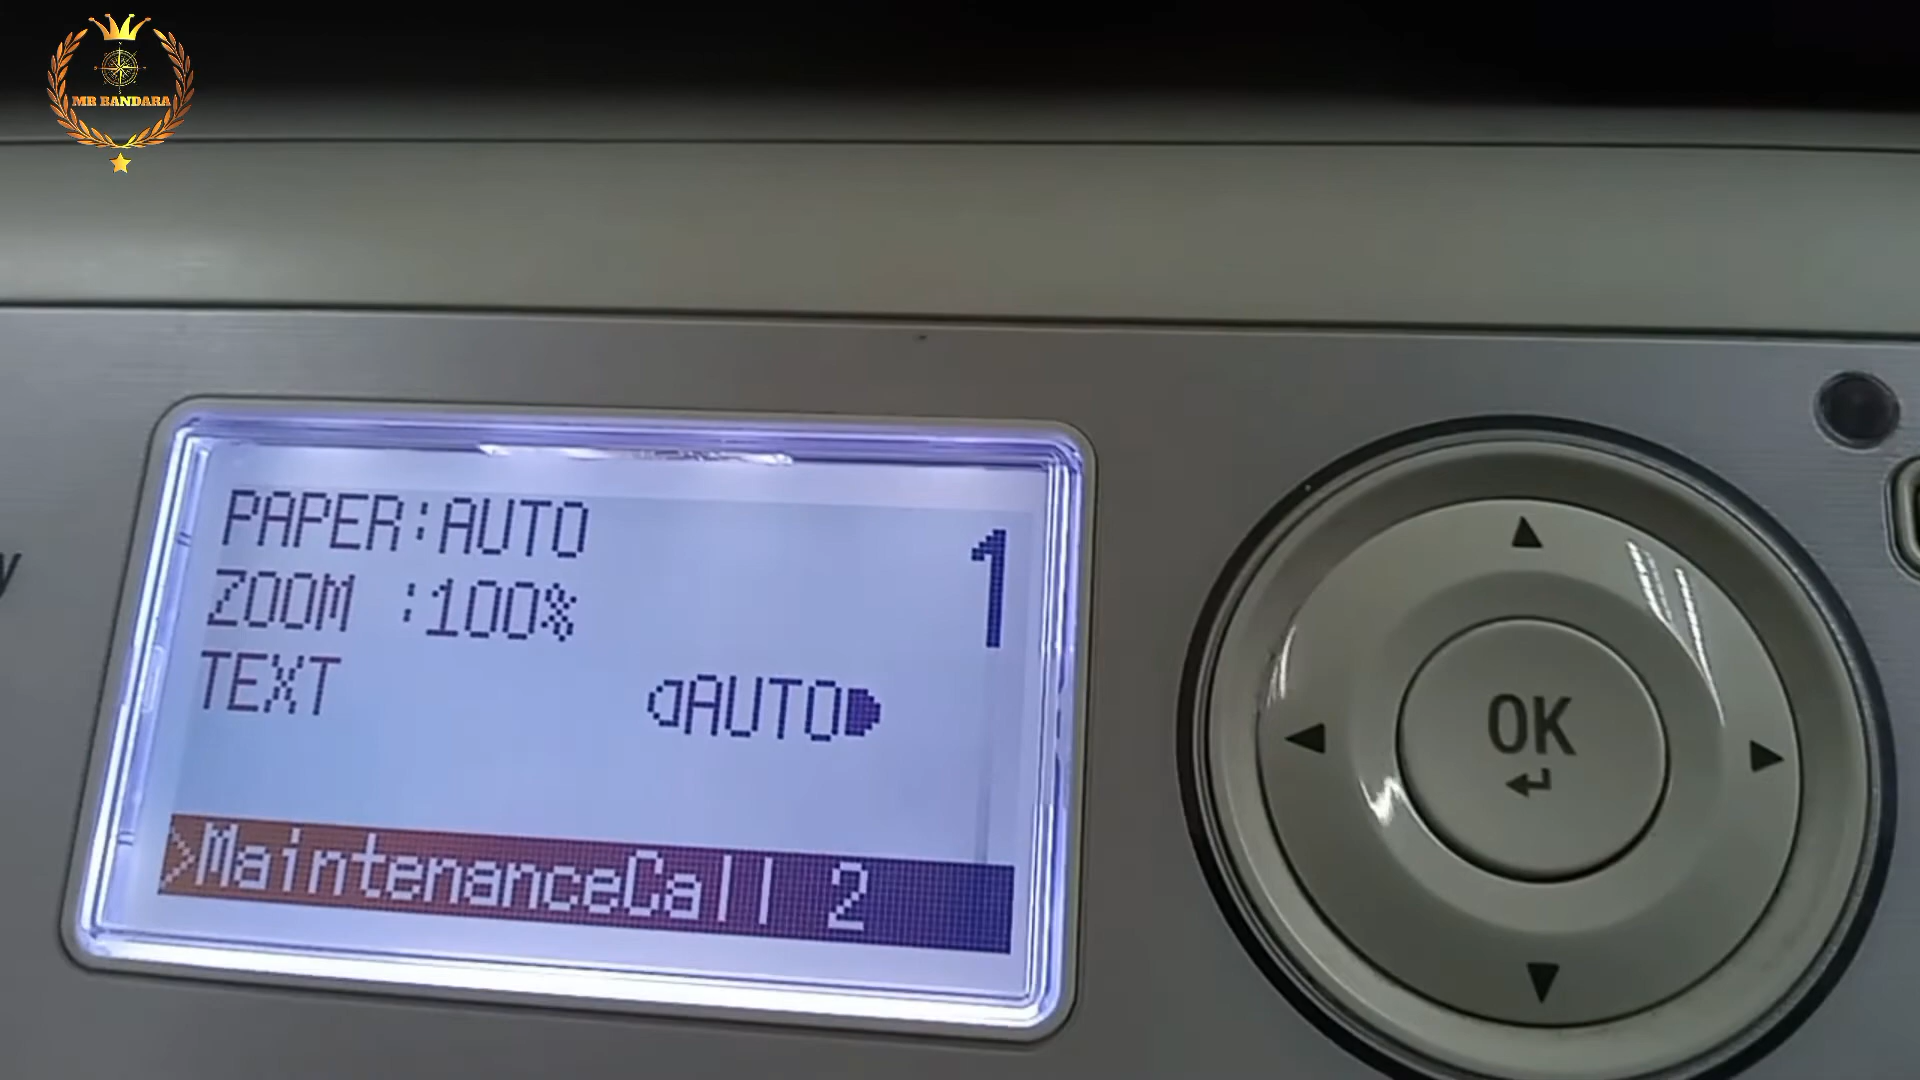 MR BANDARA
PAPER:AUTO
1
ZOOM :100%
TEXT
AUTO
>MaintenanceCall 2
OK